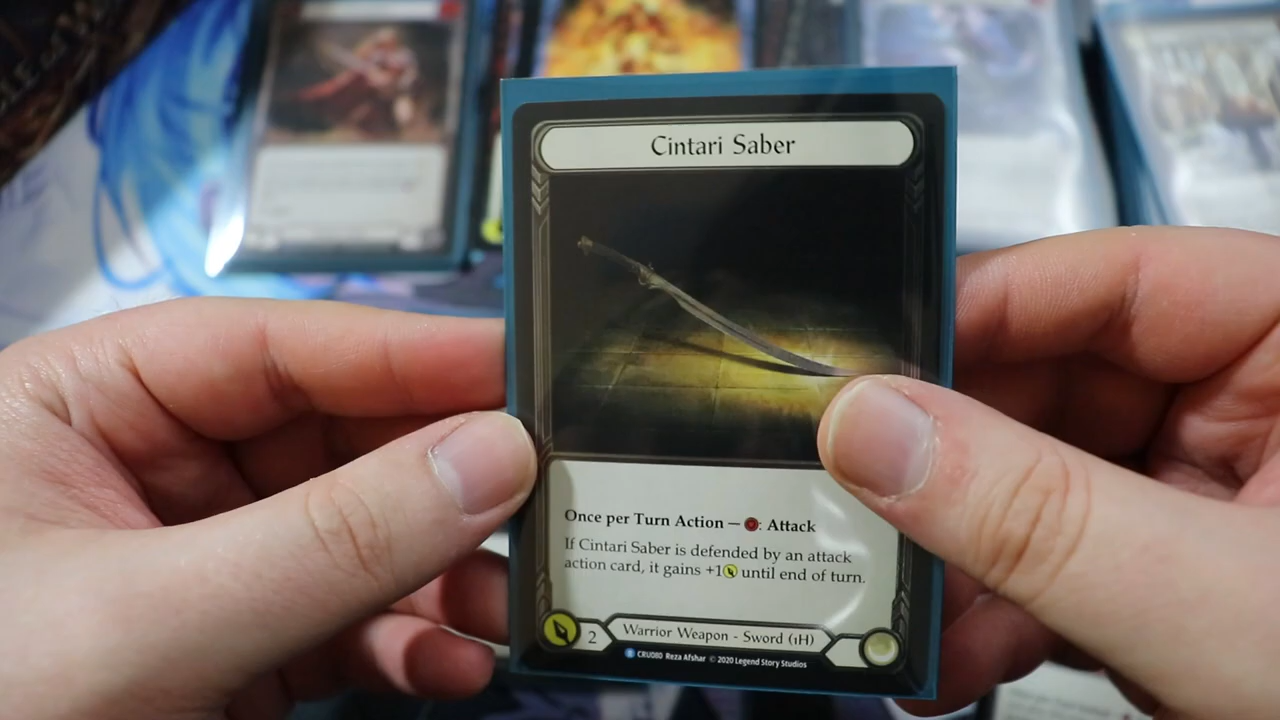 Cintari Saber
Once per Turn Action — : Attack
If Cintari Saber is defended by an attack
action card, it gains +1 until end of turn.
2
Warrior Weapon - Sword (1H)
R CRU080 Reza Afshar © 2020 Legend Story Studios